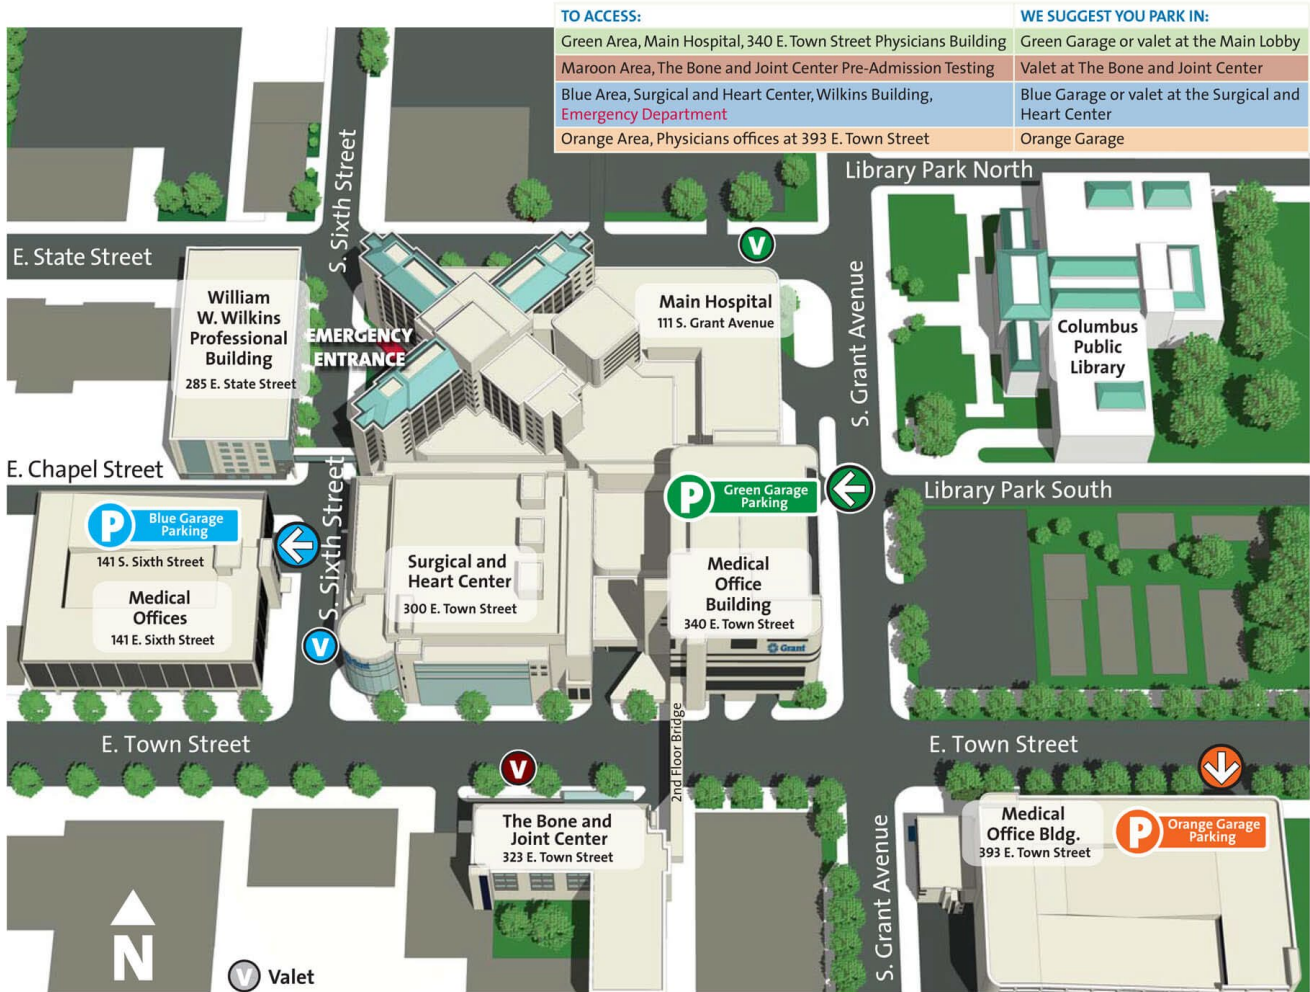 TO ACCESS:
WE SUGGEST YOU PARK IN:
Green Area, Main Hospital, 340 E. Town Street Physicians Building
Green Garage or valet at the Main Lobby
Maroon Area, The Bone and Joint Center Pre-Admission Testing
Valet at The Bone and Joint Center
Blue Area, Surgical and Heart Center, Wilkins Building,
Emergency Department
Blue Garage or valet at the Surgical and
Heart Center
Orange Area, Physicians offices at 393 E. Town Street
Orange Garage
Library Park North
S. Sixth Street
E. State Street
V
William
W. Wilkins
Professional
Building
285 E. State Street
EMERGENCY
ENTRANCE
Main Hospital
111 S. Grant Avenue
S. Grant Avenue
Columbus
Public
Library
E. Chapel Street
S. Sixth Street
P
Green Garage
Parking
Library Park South
P
Blue Garage
Parking
141 S. Sixth Street
Medical
Offices
141 E. Sixth Street
Surgical and
Heart Center
300 E. Town Street
Medical
Office
Building
340 E. Town Street
Grant
V
2nd Floor Bridge
E. Town Street
E. Town Street
V
The Bone and
Joint Center
323 E. Town Street
S. Grant Avenue
Medical
Office Bldg.
393 E. Town Street
P
Orange Garage
Parking
N
V Valet